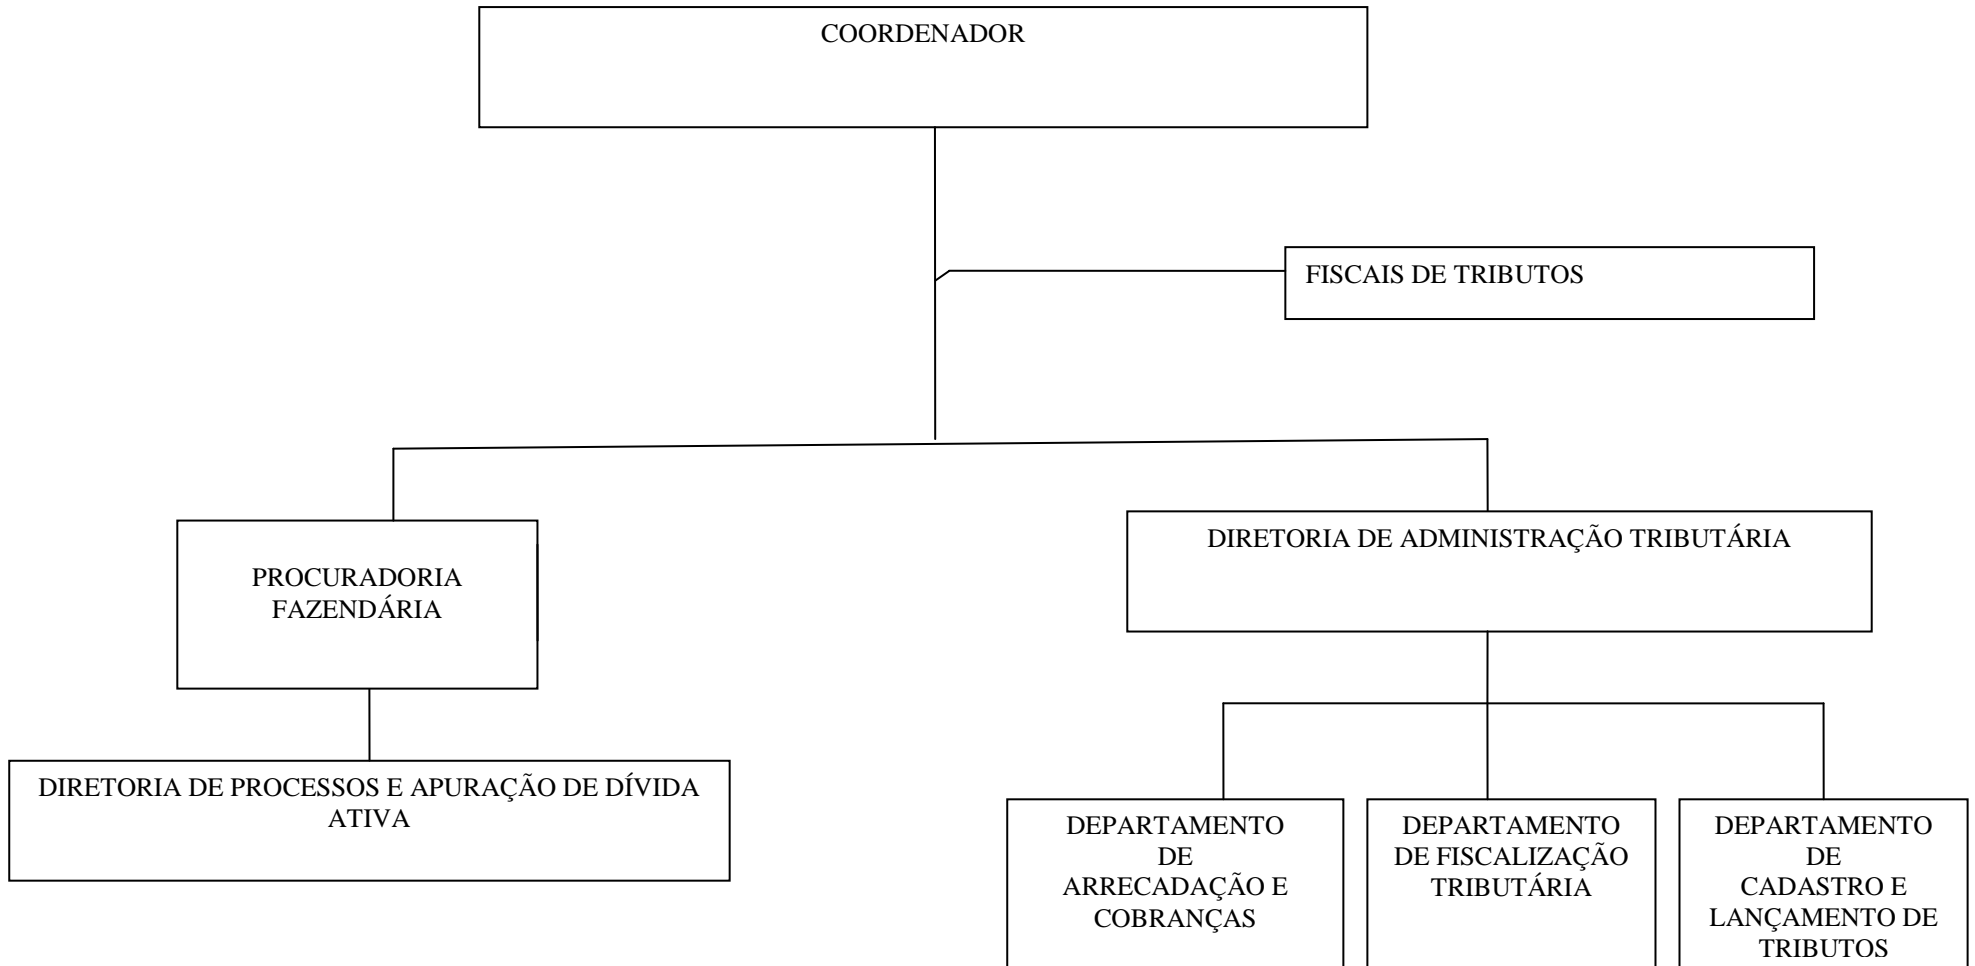 COORDENADOR
FISCAIS DE TRIBUTOS
PROCURADORIA
FAZENDÁRIA
DIRETORIA DE ADMINISTRAÇÃO TRIBUTÁRIA
DIRETORIA DE PROCESSOS E APURAÇÃO DE DÍVIDA
ATIVA
DEPARTAMENTO
DE
ARRECADAÇÃO E
COBRANÇAS
DEPARTAMENTO
DE FISCALIZAÇÃO
TRIBUTÁRIA
DEPARTAMENTO
DE
CADASTRO E
LANÇAMENTO DE
TRIBUTOS